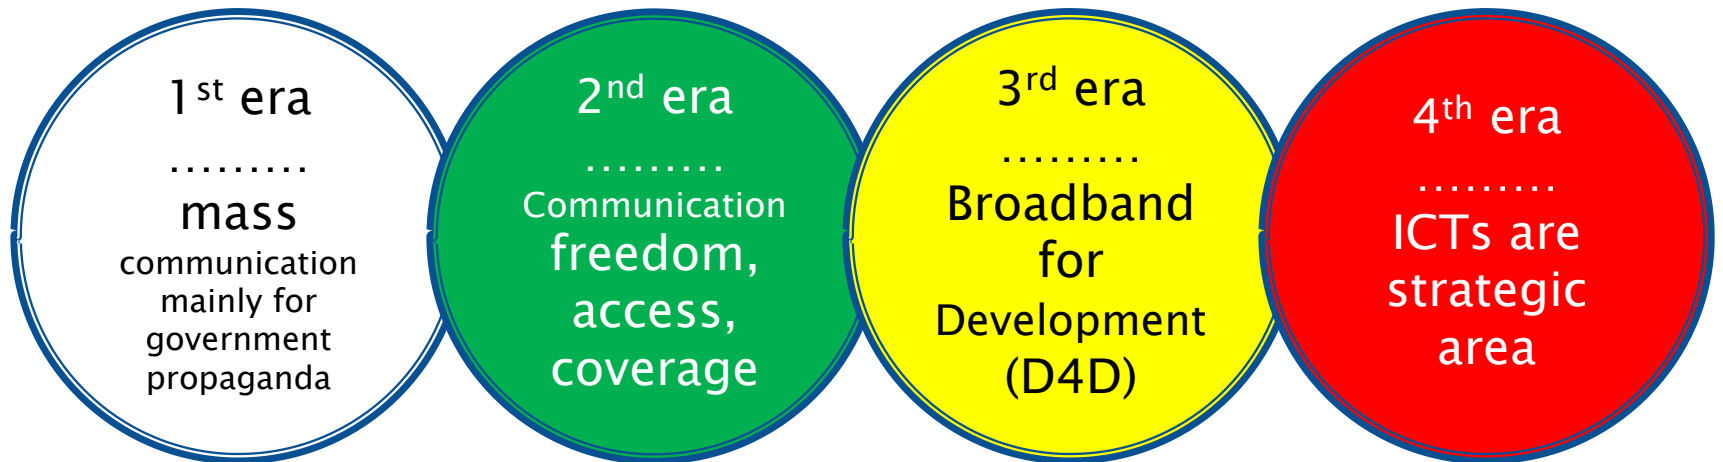 1st era
.........
mass
communication
mainly for
government
propaganda
2nd era
.........
Communication
freedom,
access,
coverage
3rd era
.........
Broadband
for
Development
(D4D)
4th era
.........
ICTs are
strategic
area